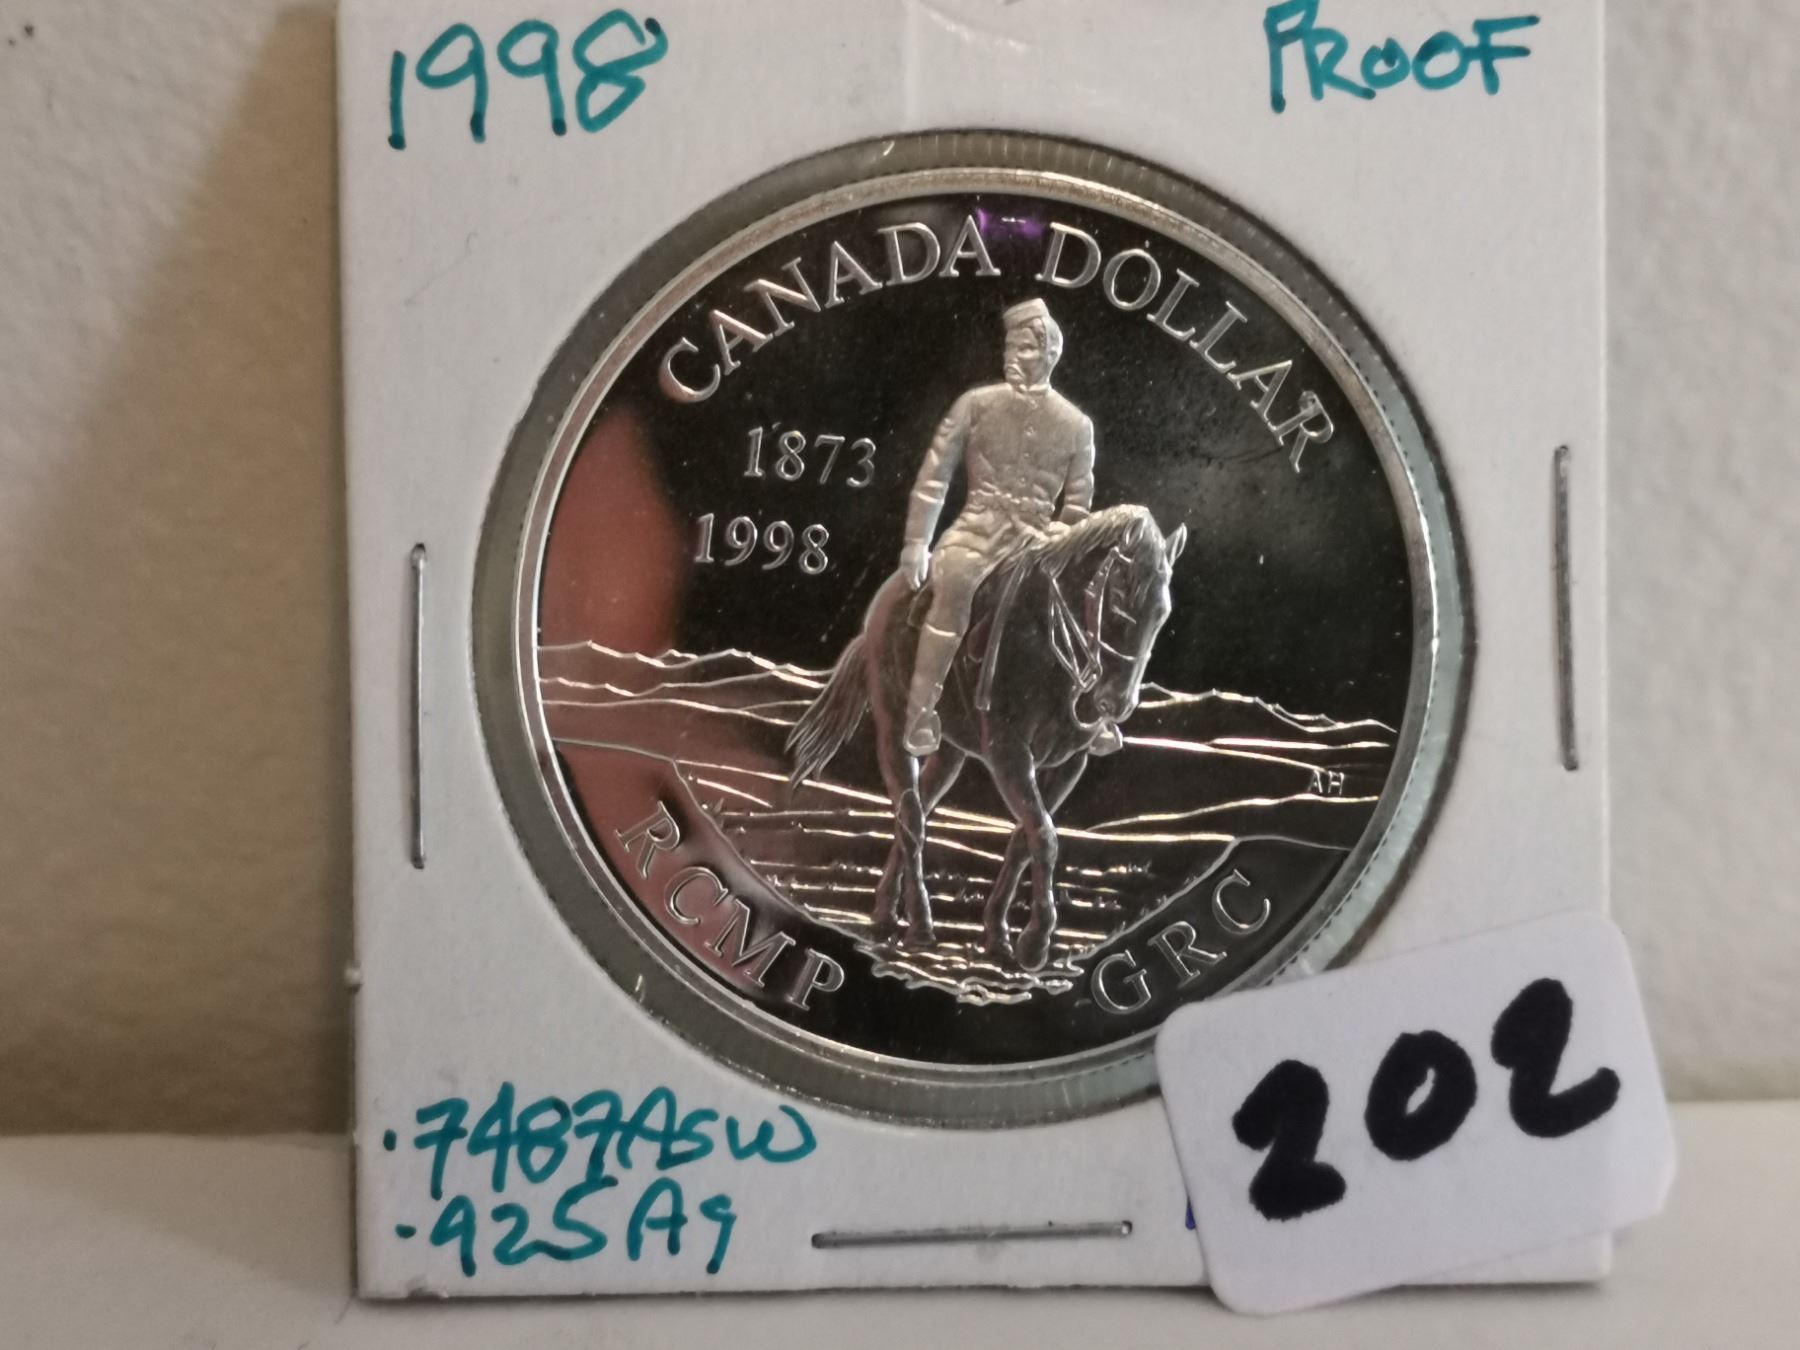 1998
PROOF
CANADA DOLLAR
1873
1998
AH
RCMP GRC
.7487ASW
.925Ag
202